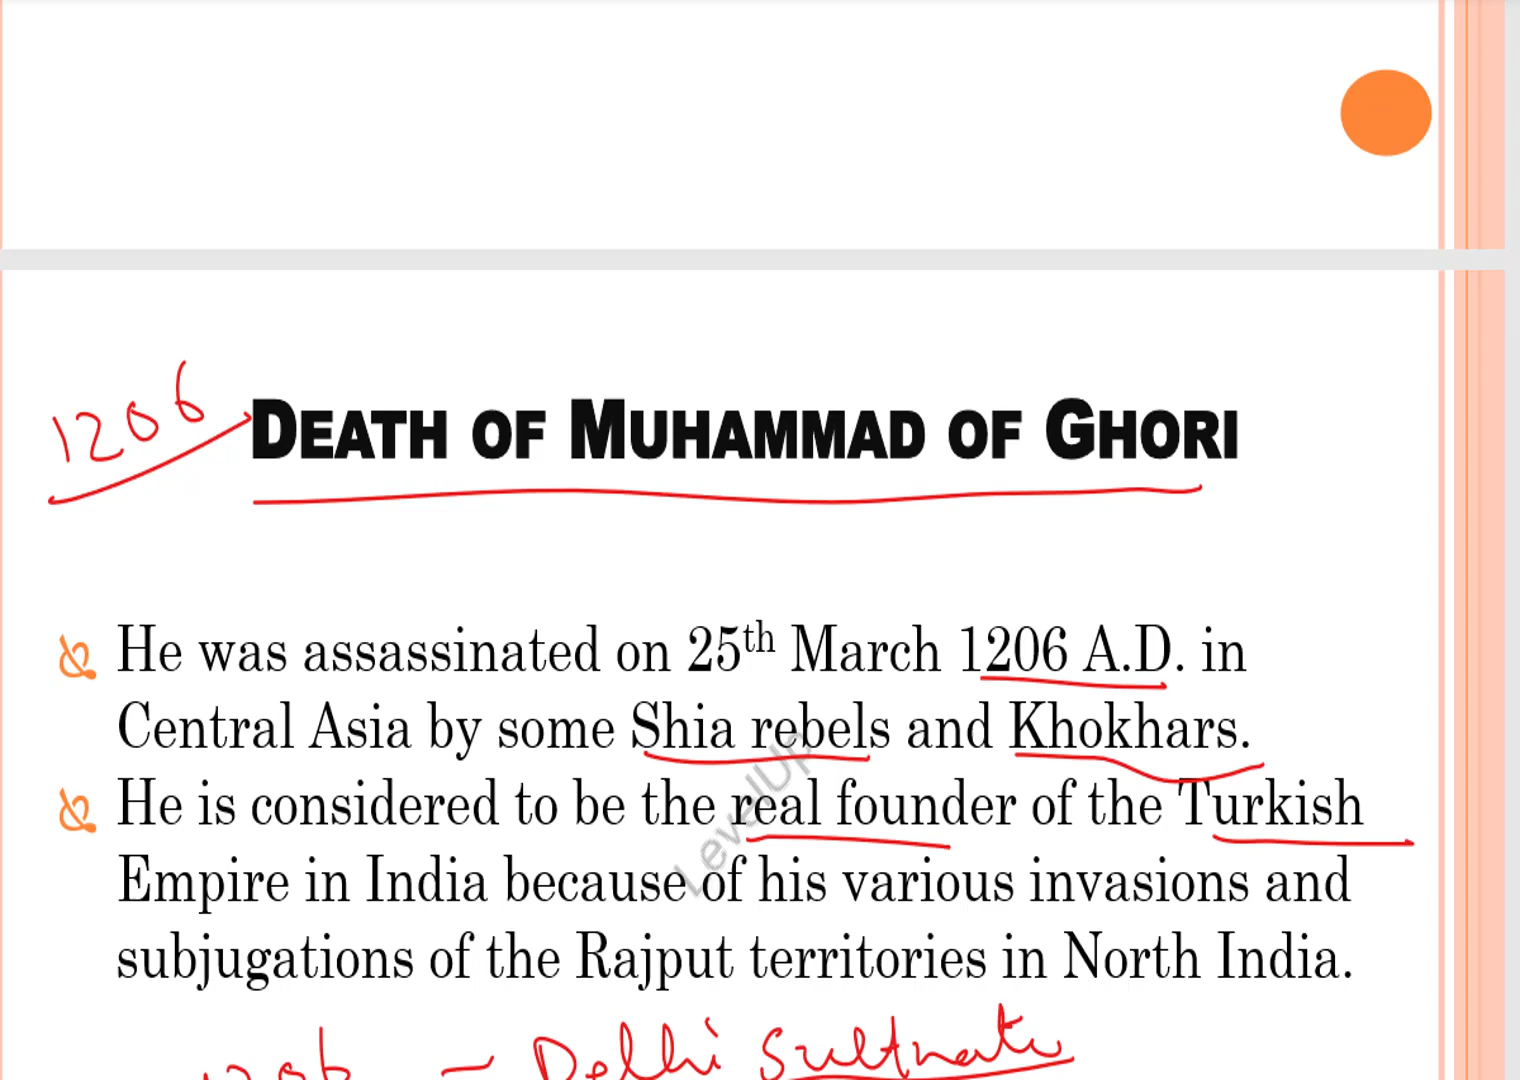 1206
DEATH OF MUHAMMAD OF GHORI
He was assassinated on 25th March 1206 A.D. in
Central Asia by some Shia rebels and Khokhars.
He is considered to be the real founder of the Turkish
Empire in India because of his various invasions and
subjugations of the Rajput territories in North India.
LevelUp
1206 - Delhi Sultnate